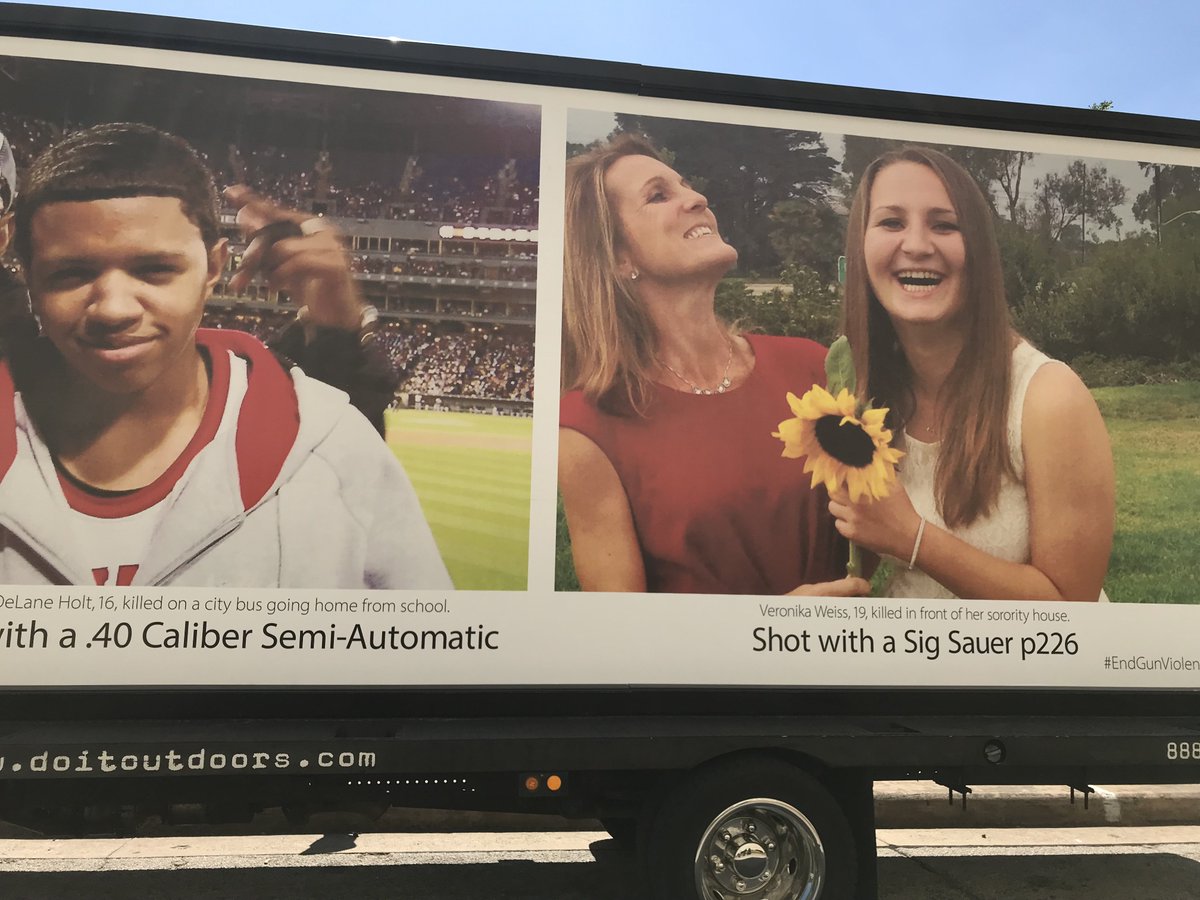 DeLane Holt, 16, killed on a city bus going home from school.
with a .40 Caliber Semi-Automatic
Veronika Weiss, 19, killed in front of her sorority house.
Shot with a Sig Sauer p226
#EndGunViolen
.doitoutdoors.com
888